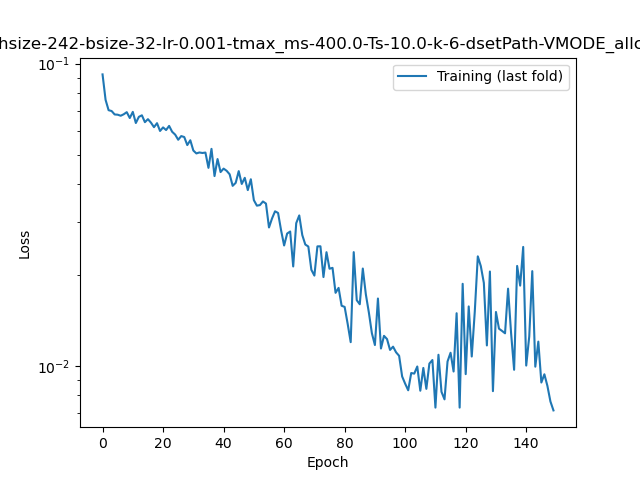 hsize-242-bsize-32-lr-0.001-tmax_ms-400.0-Ts-10.0-k-6-dsetPath-VMODE_allc
Training (last fold)
10⁻¹
10⁻²
Loss
0 20 40 60 80 100 120 140
Epoch